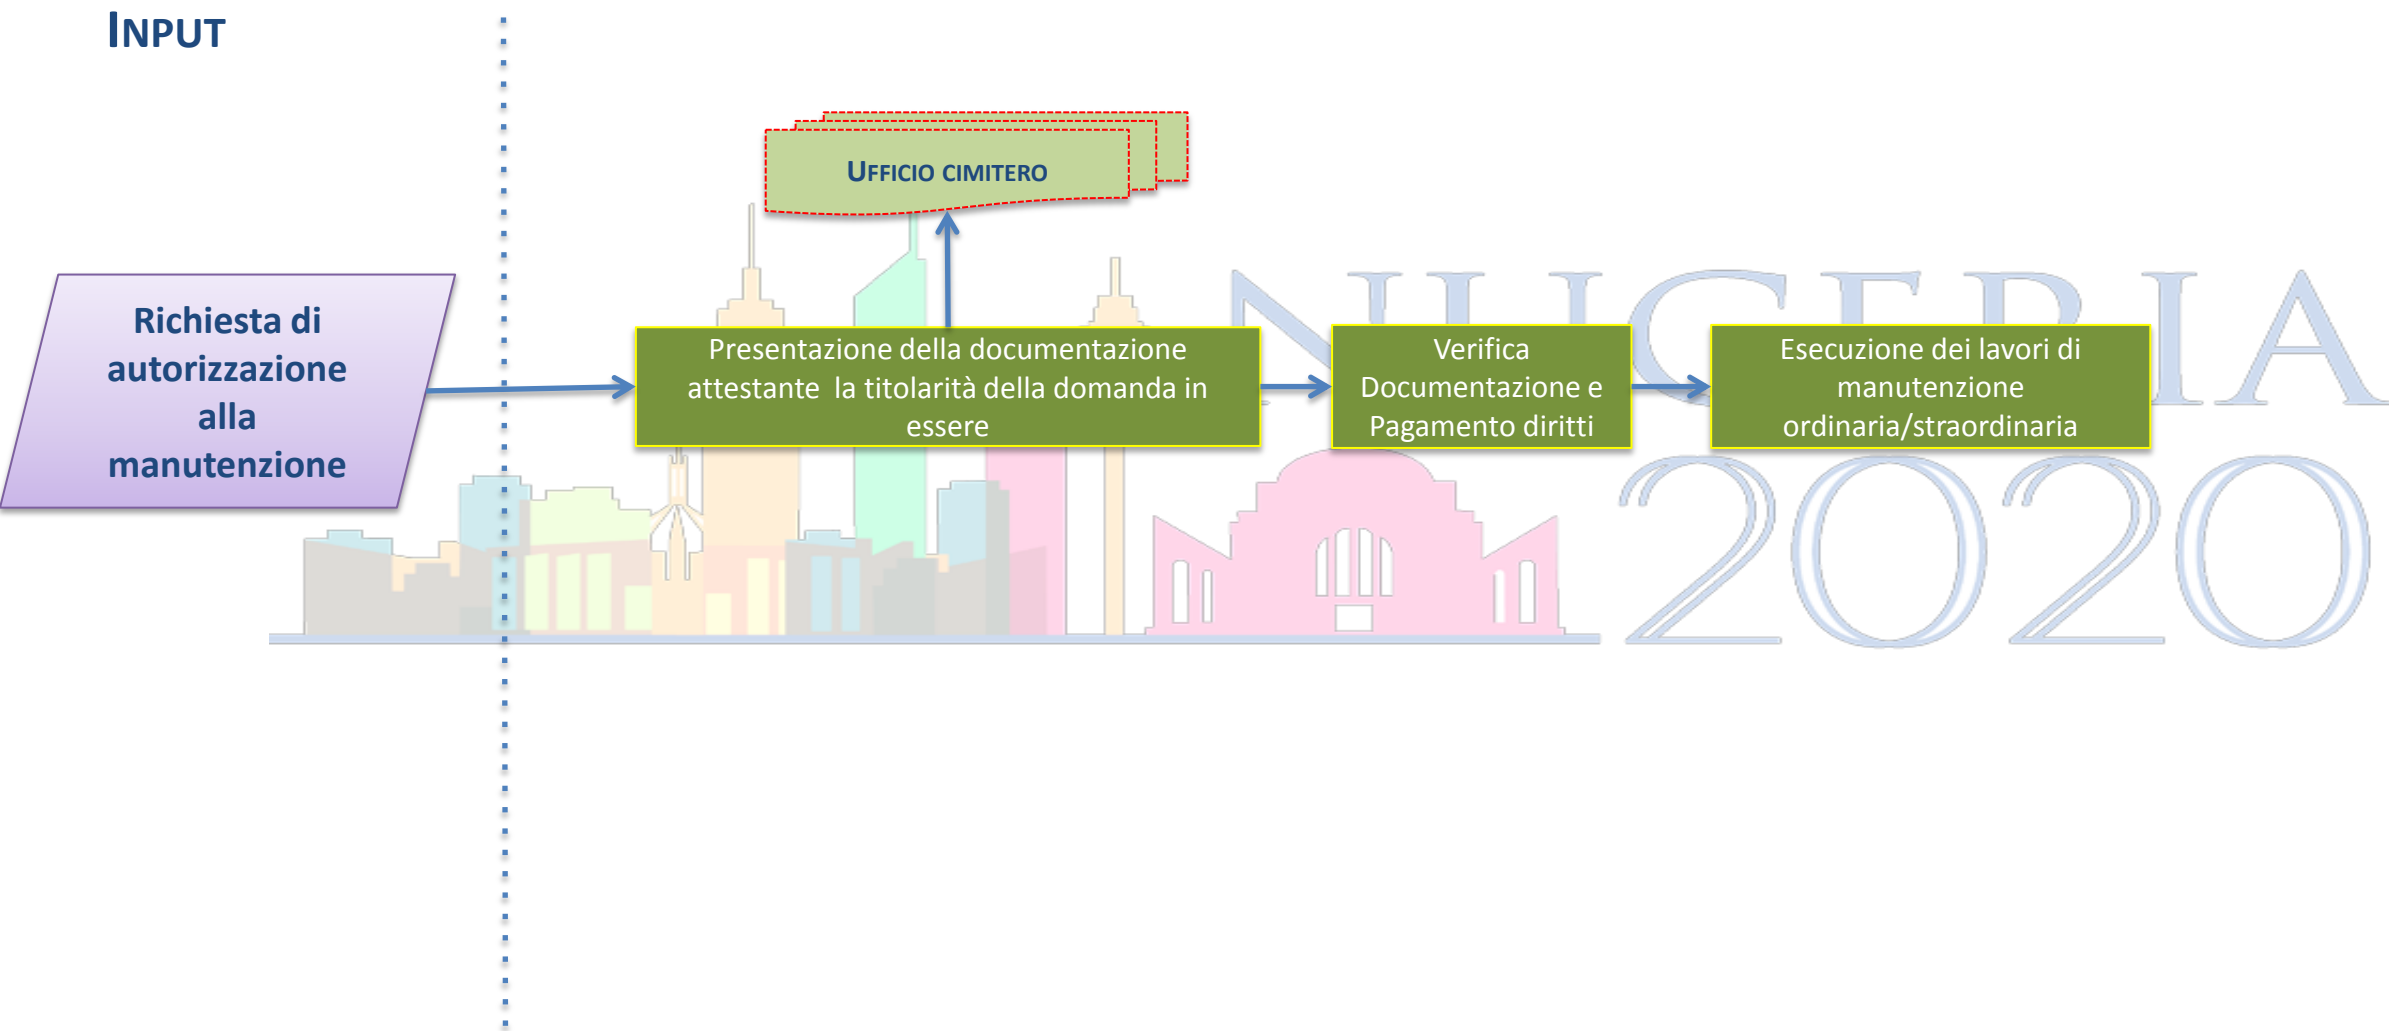 INPUT
UFFICIO CIMITERO
Richiesta di
autorizzazione
alla
manutenzione
Presentazione della documentazione
attestante  la titolarità della domanda in
essere
Verifica
Documentazione e
Pagamento diritti
Esecuzione dei lavori di
manutenzione
ordinaria/straordinaria
2020